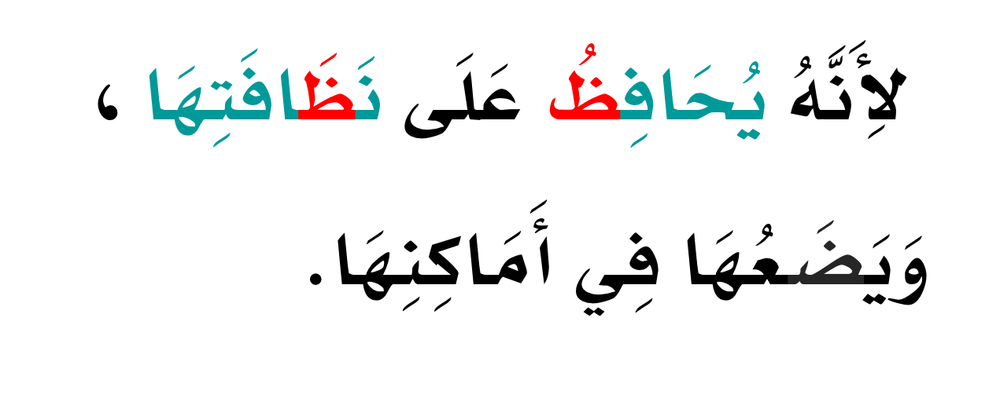 لِأَنَّهُ يُحَافِظُ عَلَى نَظَافَتِهَا ،
وَيَضَعُهَا فِي أَمَاكِنِهَا.